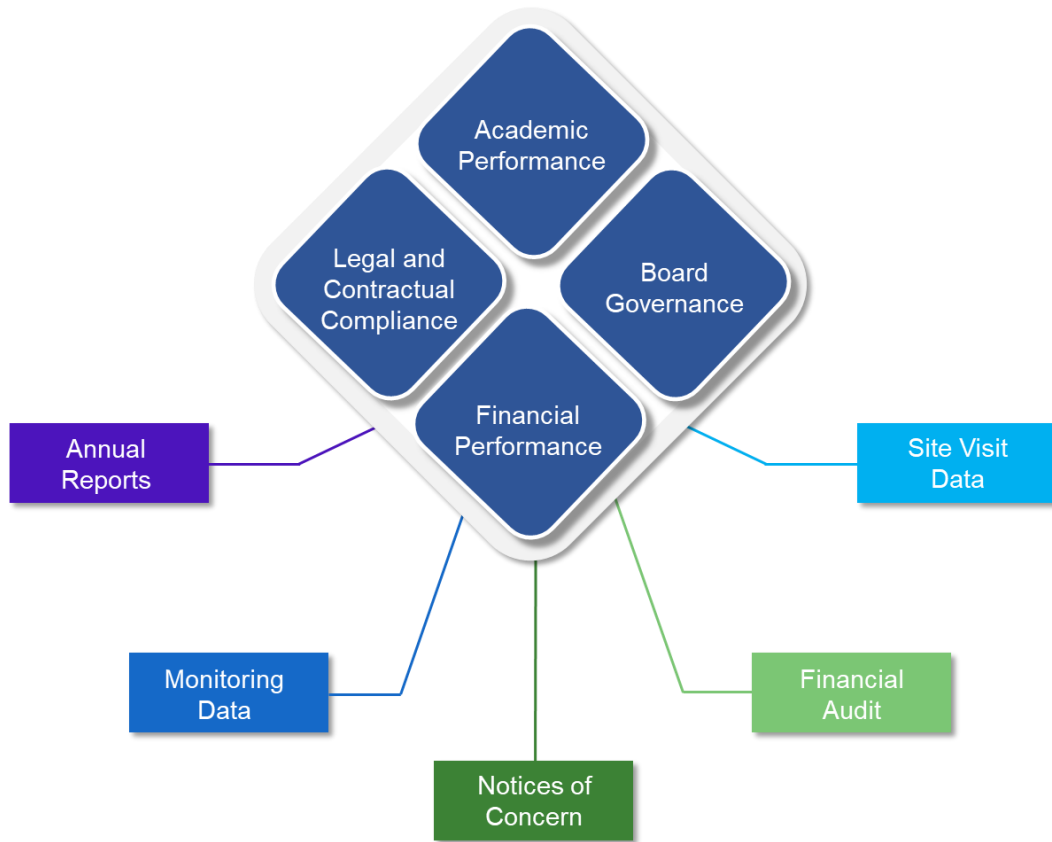 Academic
Performance
Legal and
Contractual
Compliance
Board
Governance
Financial
Performance
Annual
Reports
Site Visit
Data
Monitoring
Data
Financial
Audit
Notices of
Concern